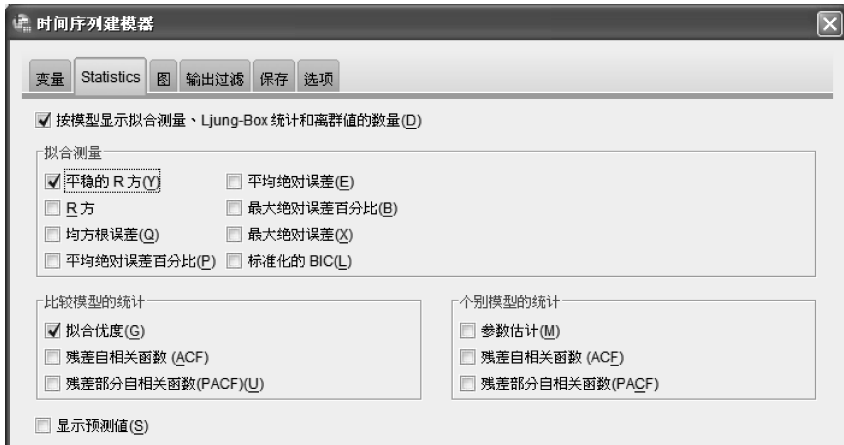 时间序列建模器
变量 Statistics 图 输出过滤 保存 选项
按模型显示拟合测量、Ljung-Box 统计和离群值的数量(D)
拟合测量
平稳的 R 方(Y) 平均绝对误差(E)
R 方 最大绝对误差百分比(B)
均方根误差(Q) 最大绝对误差(X)
平均绝对误差百分比(P) 标准化的 BIC(L)
比较模型的统计 个别模型的统计
拟合优度(G) 参数估计(M)
残差自相关函数 (ACF) 残差自相关函数 (ACF)
残差部分自相关函数(PACF)(U) 残差部分自相关函数(PACF)
显示预测值(S)